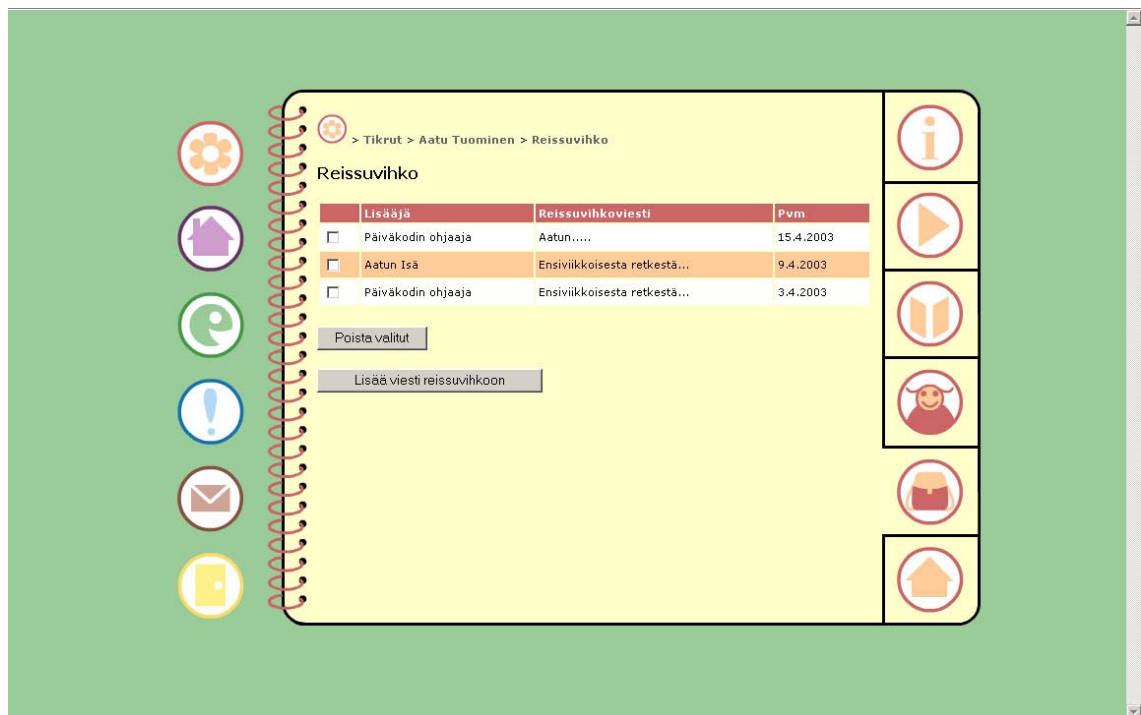 > Tikrut > Aatu Tuominen > Reissuvihko
Reissuvihko
Lisääjä Reissuvihkoviesti Pvm
Päiväkodin ohjaaja Aatun..... 15.4.2003
Aatun Isä Ensiviikkoisesta retkestä... 9.4.2003
Päiväkodin ohjaaja Ensiviikkoisesta retkestä... 3.4.2003
Poista valitut
Lisää viesti reissuvihkoon